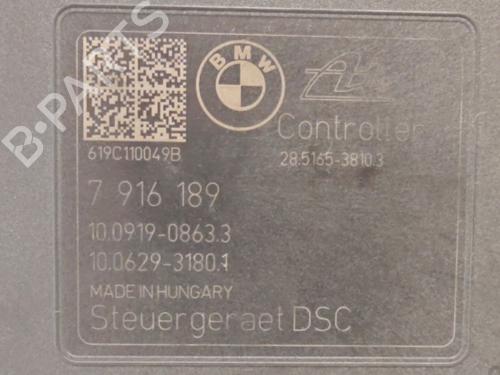 BMW
Controller
619C110049B
28.5165-3810.3
7 916 189
10.0919-0863.3
10.0629-3180.1
MADE IN HUNGARY
Steuergeraet DSC
B-PARTS